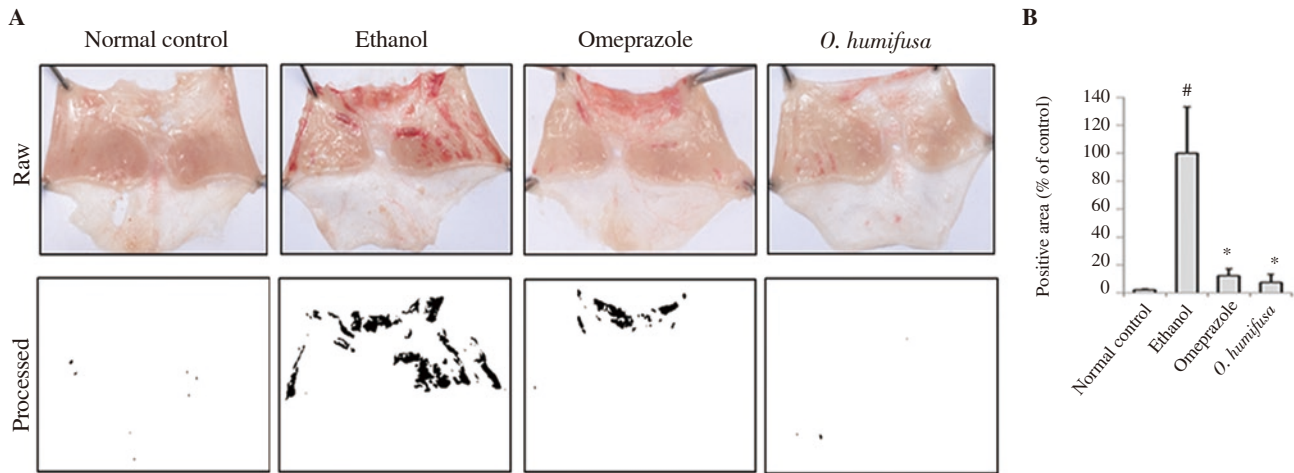 A
Normal control
Ethanol
Omeprazole
O. humifusa
Raw
Processed
B
Positive area (% of control)
140
120
100
80
60
40
20
0
#
*
*
Normal control
Ethanol
Omeprazole
O. humifusa